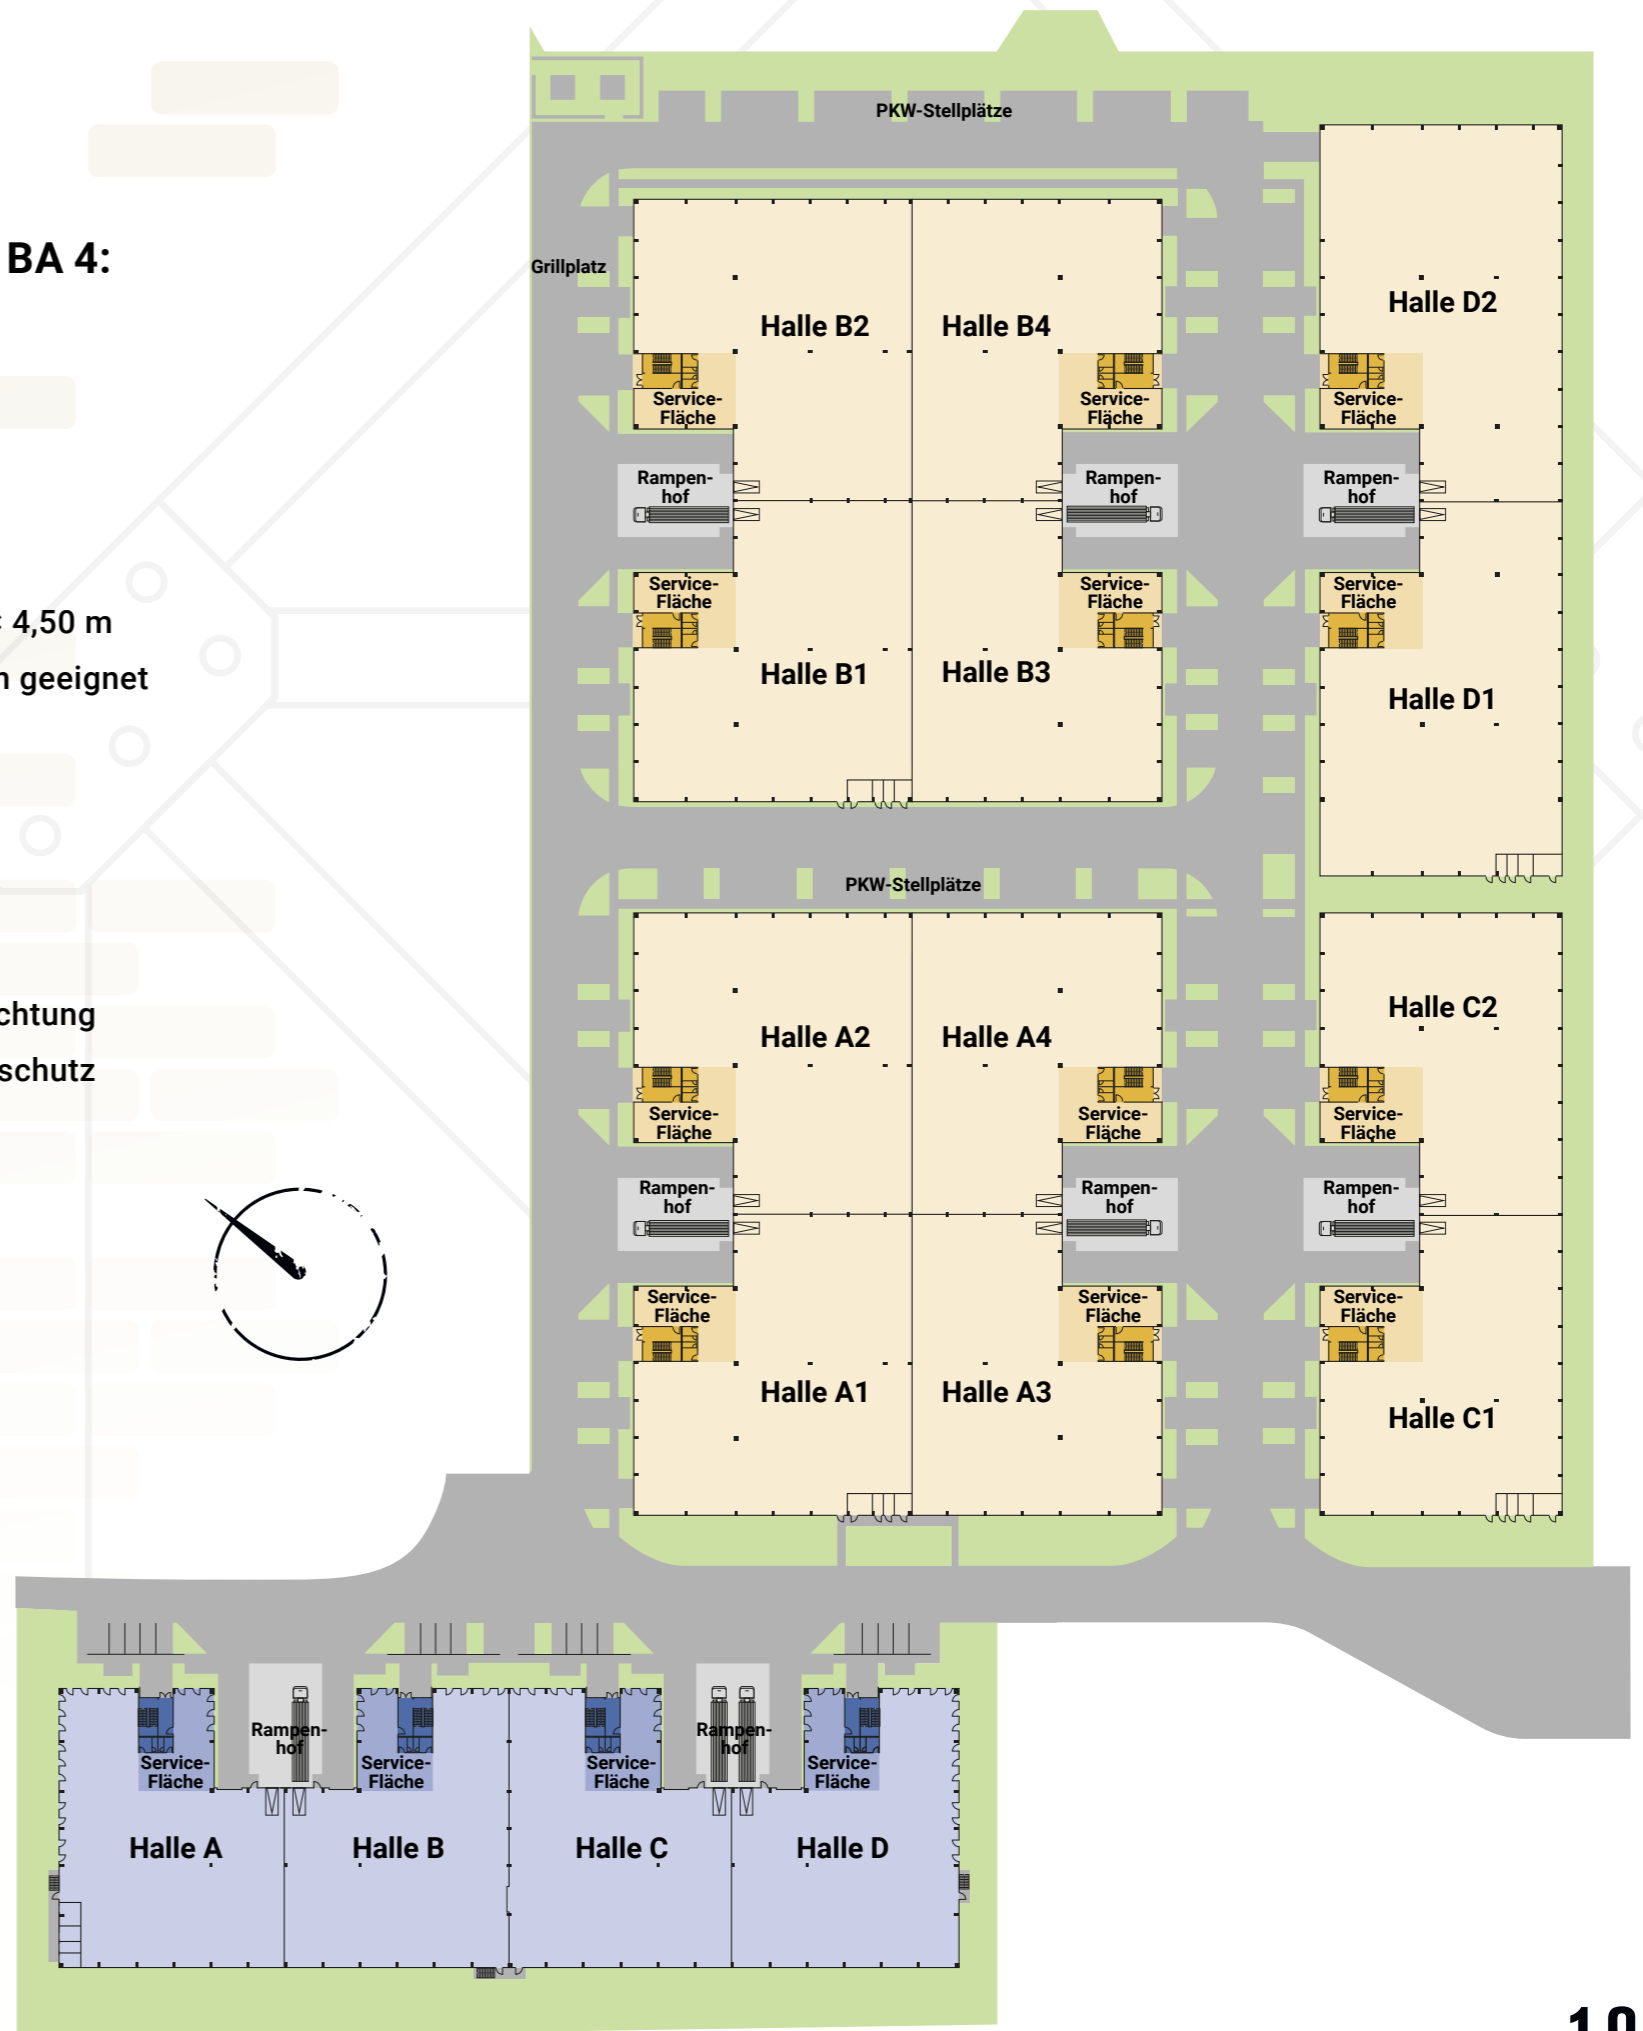 PKW-Stellplätze
BA 4:
Grillplatz
Halle B2
Halle B4
Halle D2
Service-
Fläche
Service-
Fläche
Service-
Fläche
Rampen-
hof
Rampen-
hof
Rampen-
hof
Service-
Fläche
Service-
Fläche
Service-
Fläche
4,50 m
geeignet
Halle B1
Halle B3
Halle D1
PKW-Stellplätze
chtung
schutz
Halle A2
Halle A4
Halle C2
Service-
Fläche
Service-
Fläche
Service-
Fläche
Rampen-
hof
Rampen-
hof
Rampen-
hof
Service-
Fläche
Service-
Fläche
Service-
Fläche
Halle A1
Halle A3
Halle C1
Rampen-
hof
Rampen-
hof
Service-
Fläche
Service-
Fläche
Service-
Fläche
Service-
Fläche
Halle A
Halle B
Halle C
Halle D
10